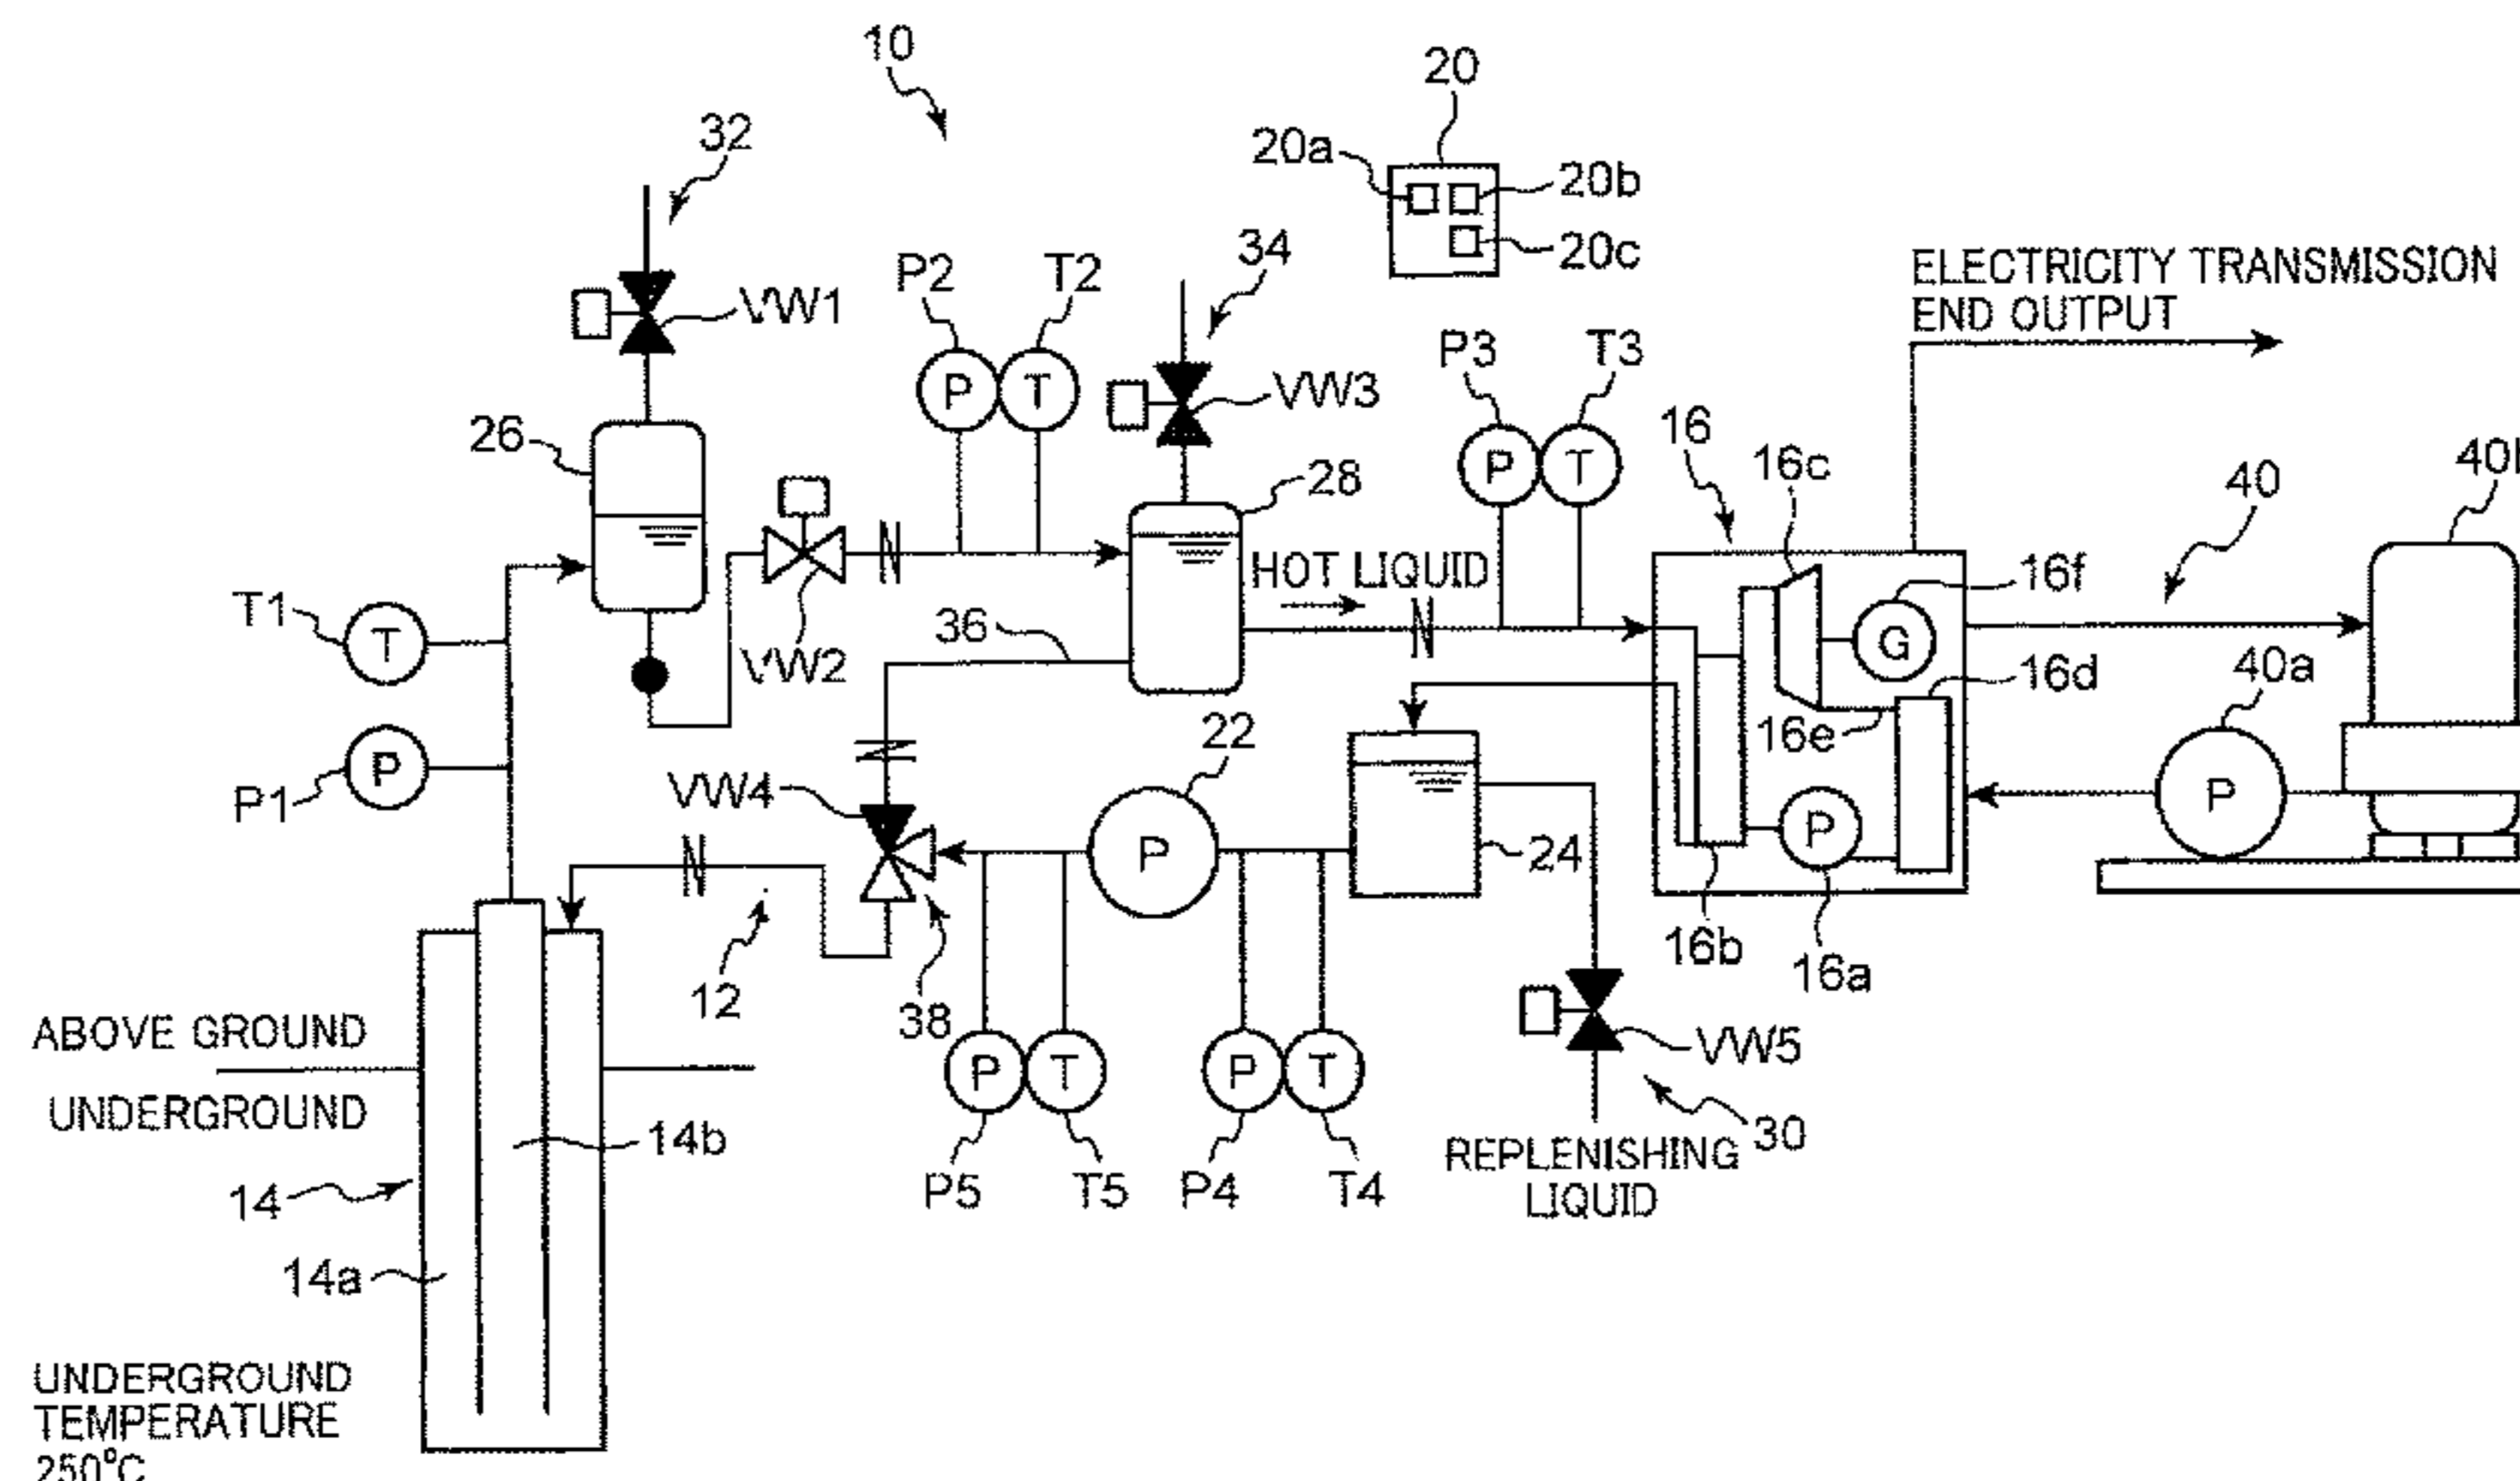 10
20
32
20a
20b
34
20c
ELECTRICITY TRANSMISSION
END OUTPUT
P2
T2
VW1
P3
T3
P
T
VW3
26
28
P
T
16
16c
40
HOT LIQUID
16f
T1
T
36
G
VW2
40a
16d
22
16e
P
P1
VW4
P
P
P
24
12
38
16b
16a
ABOVE GROUND
P
T
P
T
VW5
UNDERGROUND
14b
30
14
P5
T5
P4
T4
REPLENISHING
LIQUID
14a
UNDERGROUND
TEMPERATURE
250°C